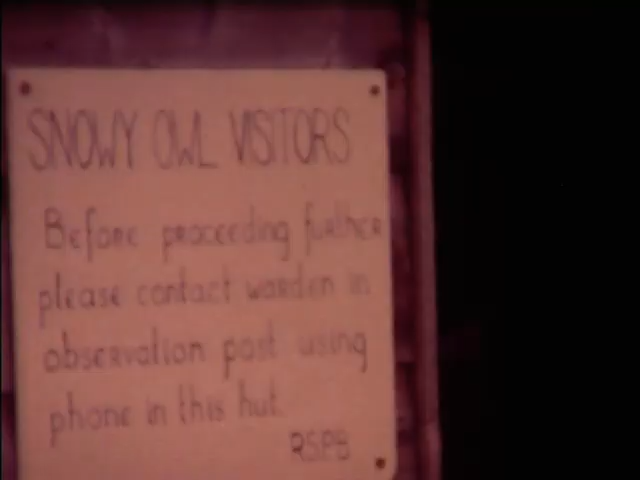 SNOWY OWL VISITORS
Before proceeding further
please contact warden in
observation post using
phone in this hut.
RSPB